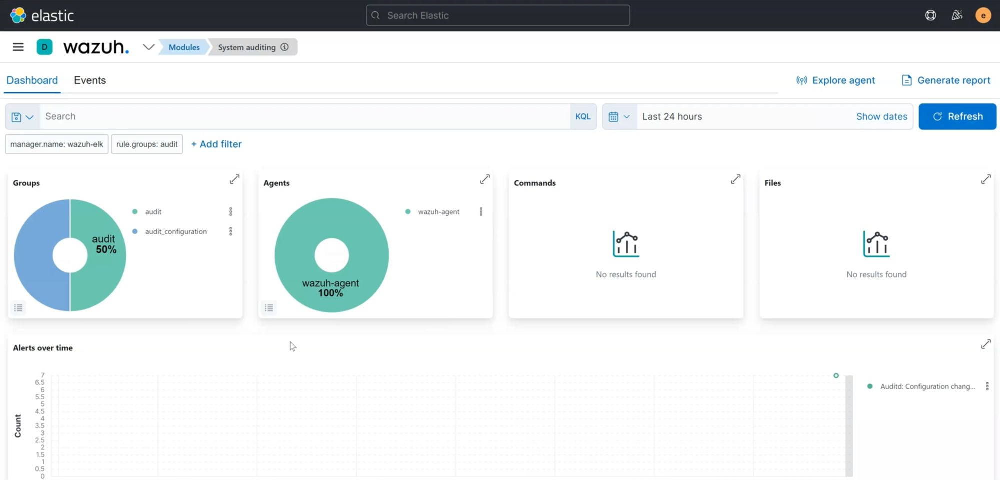 elastic
Search Elastic
e
D
wazuh.
Modules
System auditing
Dashboard
Events
Explore agent
Generate report
Search
KQL
Last 24 hours
Show dates
Refresh
manager.name: wazuh-elk
rule.groups: audit
+ Add filter
Groups
audit
audit_configuration
audit
50%
Agents
wazuh-agent
wazuh-agent
100%
Commands
No results found
Files
No results found
Alerts over time
7
6.5
6
5.5
5
4.5
4
3.5
3
2.5
2
1.5
1
0.5
0
Count
Auditd: Configuration chang...